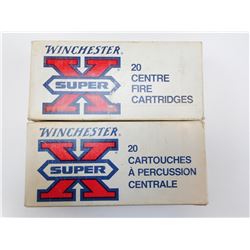 WINCHESTER
SUPER X
20
CENTRE
FIRE
CARTRIDGES
WINCHESTER
SUPER X
20
CARTOUCHES
À PERCUSSION
CENTRALE